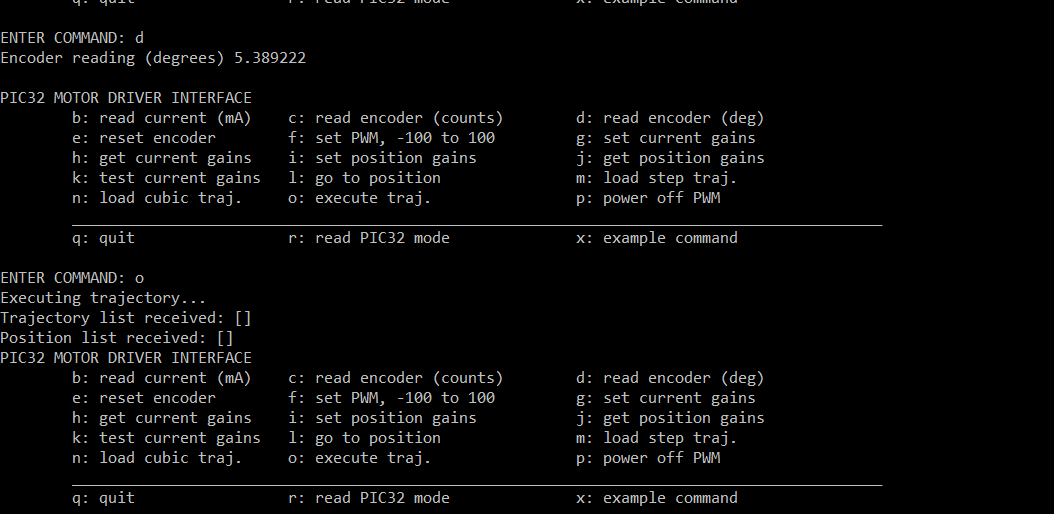 q: quit r: read PIC32 mode x: example command
ENTER COMMAND: d
Encoder reading (degrees) 5.389222
PIC32 MOTOR DRIVER INTERFACE
b: read current (mA) c: read encoder (counts) d: read encoder (deg)
e: reset encoder f: set PWM, -100 to 100 g: set current gains
h: get current gains i: set position gains j: get position gains
k: test current gains l: go to position m: load step traj.
n: load cubic traj. o: execute traj. p: power off PWM
q: quit r: read PIC32 mode x: example command
ENTER COMMAND: o
Executing trajectory...
Trajectory list received: []
Position list received: []
PIC32 MOTOR DRIVER INTERFACE
b: read current (mA) c: read encoder (counts) d: read encoder (deg)
e: reset encoder f: set PWM, -100 to 100 g: set current gains
h: get current gains i: set position gains j: get position gains
k: test current gains l: go to position m: load step traj.
n: load cubic traj. o: execute traj. p: power off PWM
q: quit r: read PIC32 mode x: example command